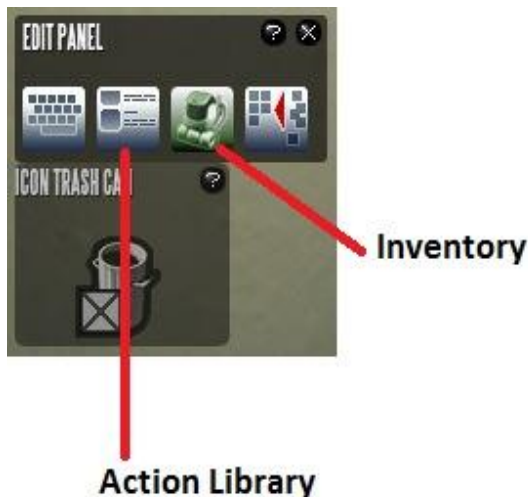 EDIT PANEL
? X
ICON TRASH CAN
?
Inventory
Action Library